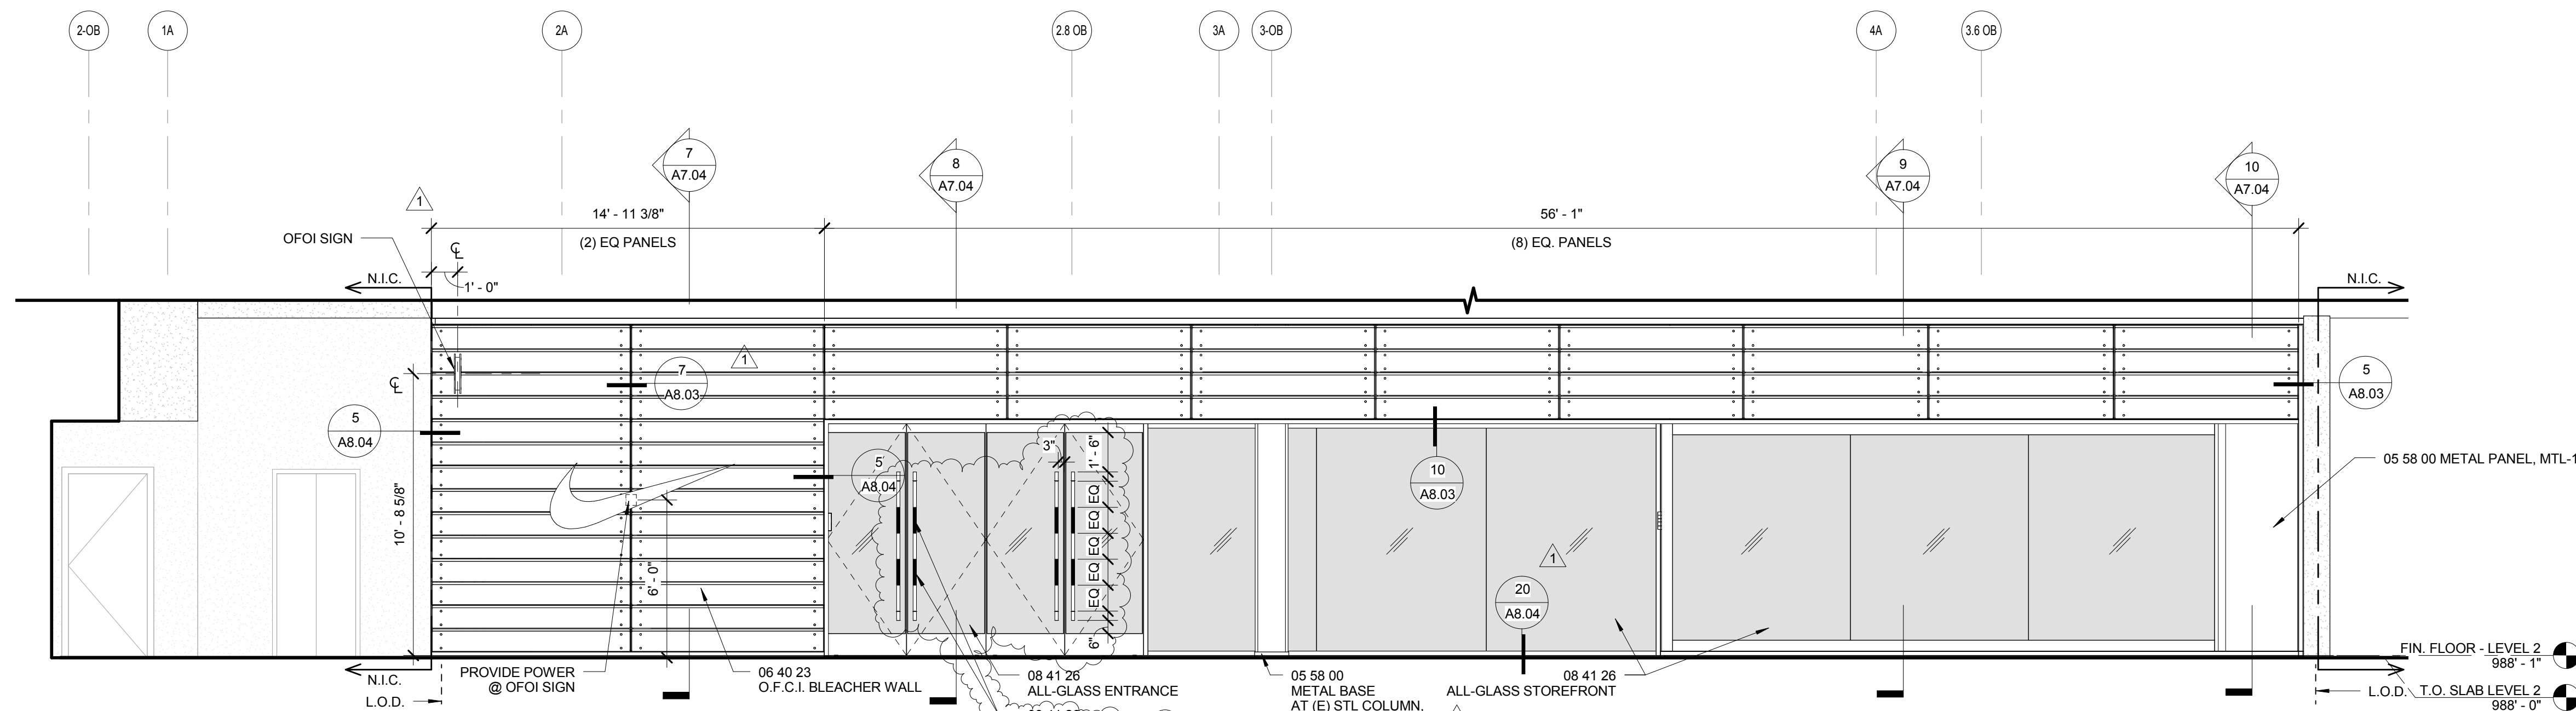 2-OB
1A
2A
2.8 OB
3A
3-OB
4A
3.6 OB
7
A7.04
8
A7.04
9
A7.04
10
A7.04
1
14' - 11 3/8"
(2) EQ PANELS
56' - 1"
(8) EQ. PANELS
OFOI SIGN
CL
1' - 0"
N.I.C.
N.I.C.
1
7
A8.03
CL
5
A8.03
5
A8.04
5
A8.04
3"
1' - 6"
EQ
EQ
EQ
EQ
EQ
6"
10
A8.03
05 58 00 METAL PANEL, MTL-1
10' - 8 5/8"
6' - 0"
1
20
A8.04
N.I.C.
L.O.D.
PROVIDE POWER
@ OFOI SIGN
06 40 23
O.F.C.I. BLEACHER WALL
08 41 26
ALL-GLASS ENTRANCE
05 58 00
METAL BASE
AT (E) STL COLUMN.
08 41 26
ALL-GLASS STOREFRONT
L.O.D.
FIN. FLOOR - LEVEL 2
988' - 1"
T.O. SLAB LEVEL 2
988' - 0"